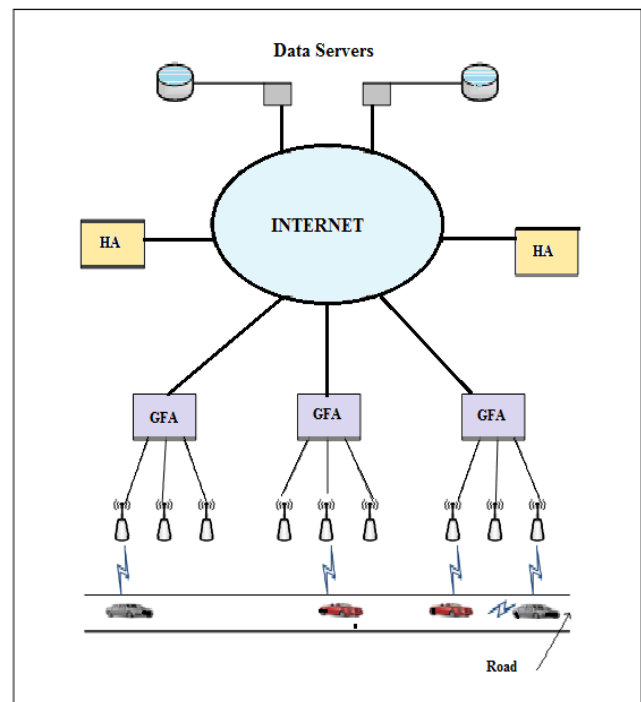 Data Servers
INTERNET
HA
HA
GFA
GFA
GFA
Road